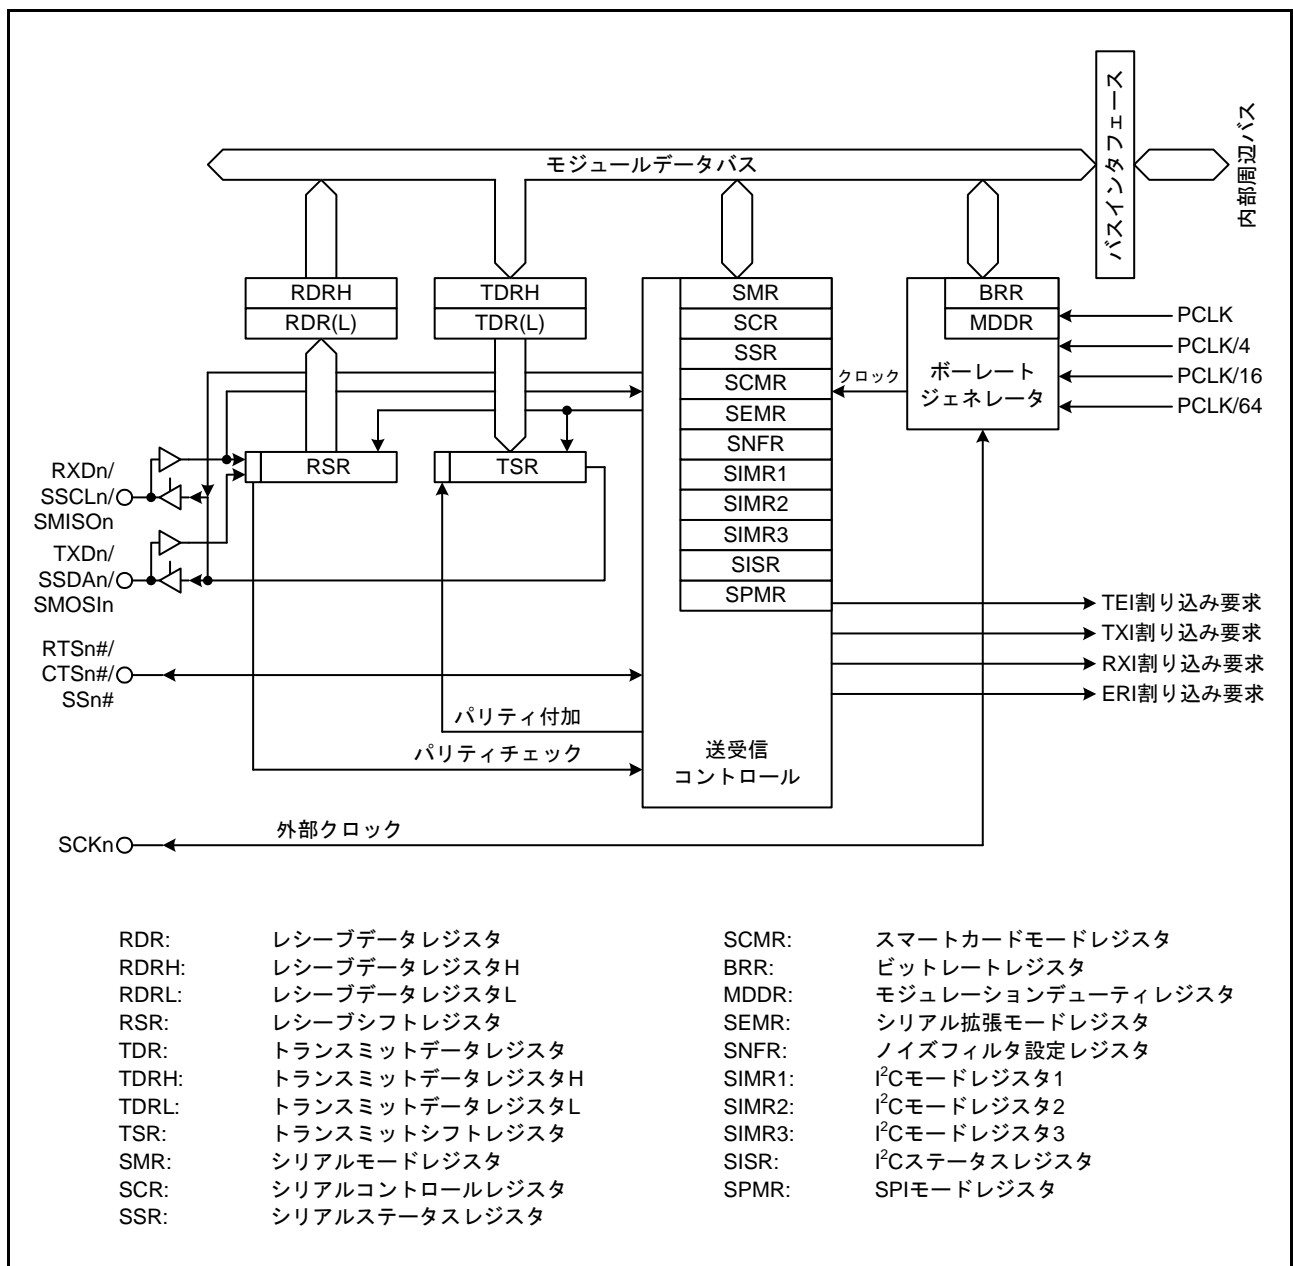 モジュールデータバス
バスインタフェース
内部周辺バス
RDRH
RDR(L)
TDRH
TDR(L)
SMR
SCR
SSR
SCMR
SEMR
SNFR
SIMR1
SIMR2
SIMR3
SISR
SPMR
送受信
コントロール
BRR
MDDR
ボーレート
ジェネレータ
クロック
PCLK
PCLK/4
PCLK/16
PCLK/64
RSR
TSR
RXDn/
SSCLn/
SMISOn
TXDn/
SSDAn/
SMOSIn
RTSn#/
CTSn#/
SSn#
パリティ付加
パリティチェック
TEI割り込み要求
TXI割り込み要求
RXI割り込み要求
ERI割り込み要求
SCKn
外部クロック
RDR: レシーブデータレジスタ
RDRH: レシーブデータレジスタH
RDRL: レシーブデータレジスタL
RSR: レシーブシフトレジスタ
TDR: トランスミットデータレジスタ
TDRH: トランスミットデータレジスタH
TDRL: トランスミットデータレジスタL
TSR: トランスミットシフトレジスタ
SMR: シリアルモードレジスタ
SCR: シリアルコントロールレジスタ
SSR: シリアルステータスレジスタ
SCMR: スマートカードモードレジスタ
BRR: ビットレートレジスタ
MDDR: モジュレーションデューティレジスタ
SEMR: シリアル拡張モードレジスタ
SNFR: ノイズフィルタ設定レジスタ
SIMR1: I²Cモードレジスタ1
SIMR2: I²Cモードレジスタ2
SIMR3: I²Cモードレジスタ3
SISR: I²Cステータスレジスタ
SPMR: SPIモードレジスタ